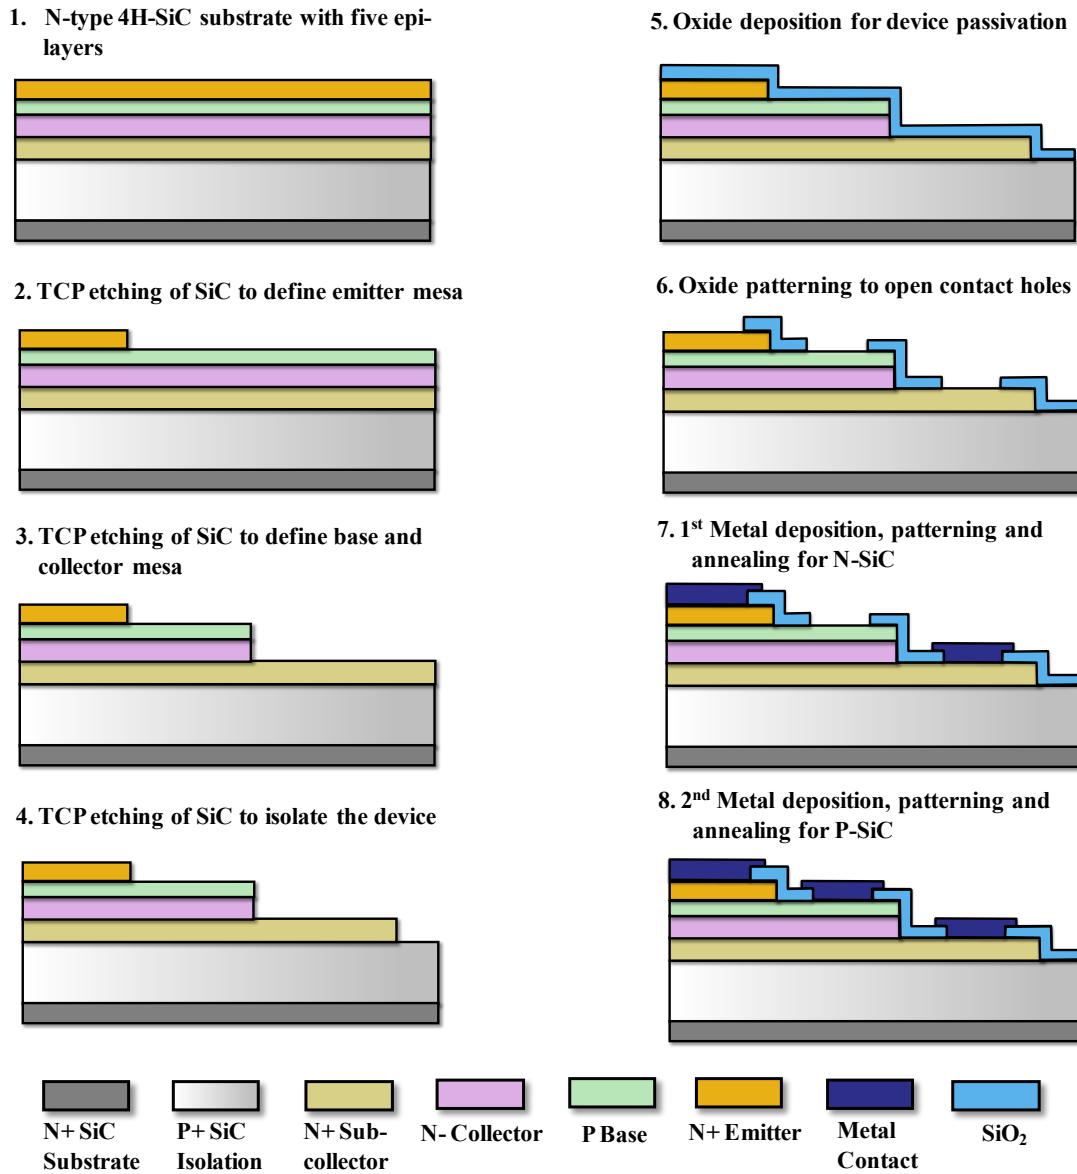 1. N-type 4H-SiC substrate with five epi-
layers
2. TCP etching of SiC to define emitter mesa
3. TCP etching of SiC to define base and
collector mesa
4. TCP etching of SiC to isolate the device
5. Oxide deposition for device passivation
6. Oxide patterning to open contact holes
7. 1st Metal deposition, patterning and
annealing for N-SiC
8. 2nd Metal deposition, patterning and
annealing for P-SiC
N+ SiC
Substrate
P+ SiC
Isolation
N+ Sub-
collector
N- Collector
P Base
N+ Emitter
Metal
Contact
SiO₂